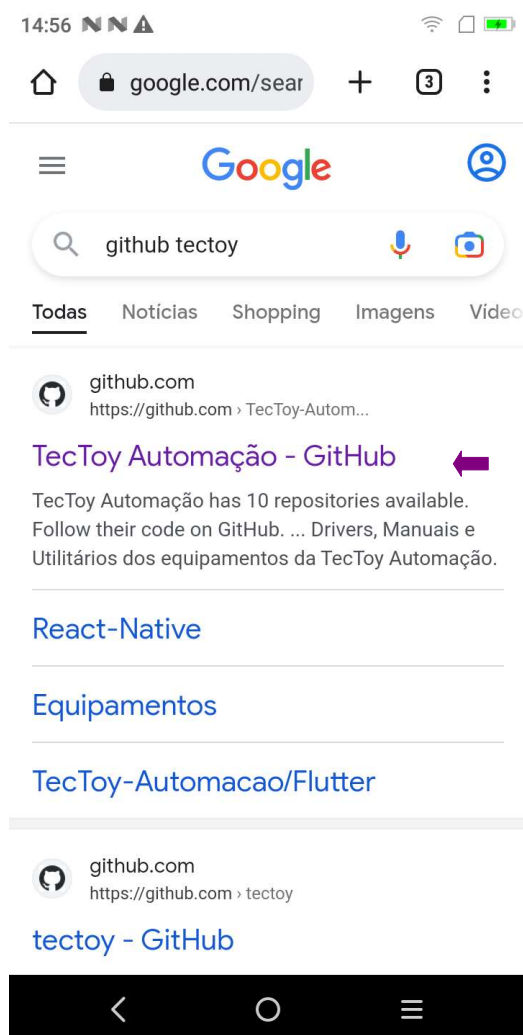 14:56
google.com/sear
3
Google
github tectoy
Todas Notícias Shopping Imagens Vídeo
github.com
https://github.com › TecToy-Autom...
TecToy Automação - GitHub
TecToy Automação has 10 repositories available.
Follow their code on GitHub. ... Drivers, Manuais e
Utilitários dos equipamentos da TecToy Automação.
React-Native
Equipamentos
TecToy-Automacao/Flutter
github.com
https://github.com › tectoy
tectoy - GitHub